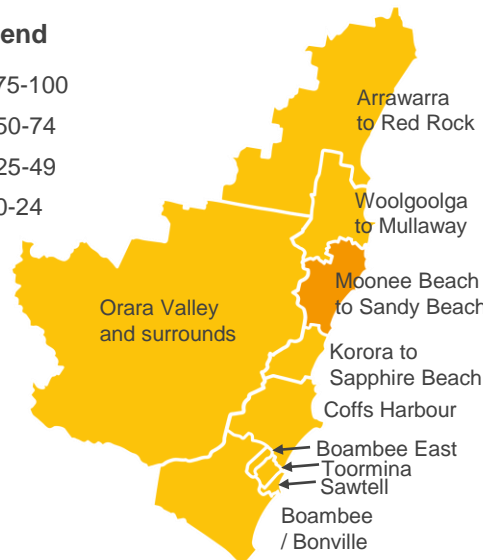 end
75-100
50-74
25-49
0-24
Arrawarra
to Red Rock
Woolgoolga
to Mullaway
Moonee Beach
to Sandy Beach
Orara Valley
and surrounds
Korora to
Sapphire Beach
Coffs Harbour
Boambee East
Toormina
Sawtell
Boambee
/ Bonville